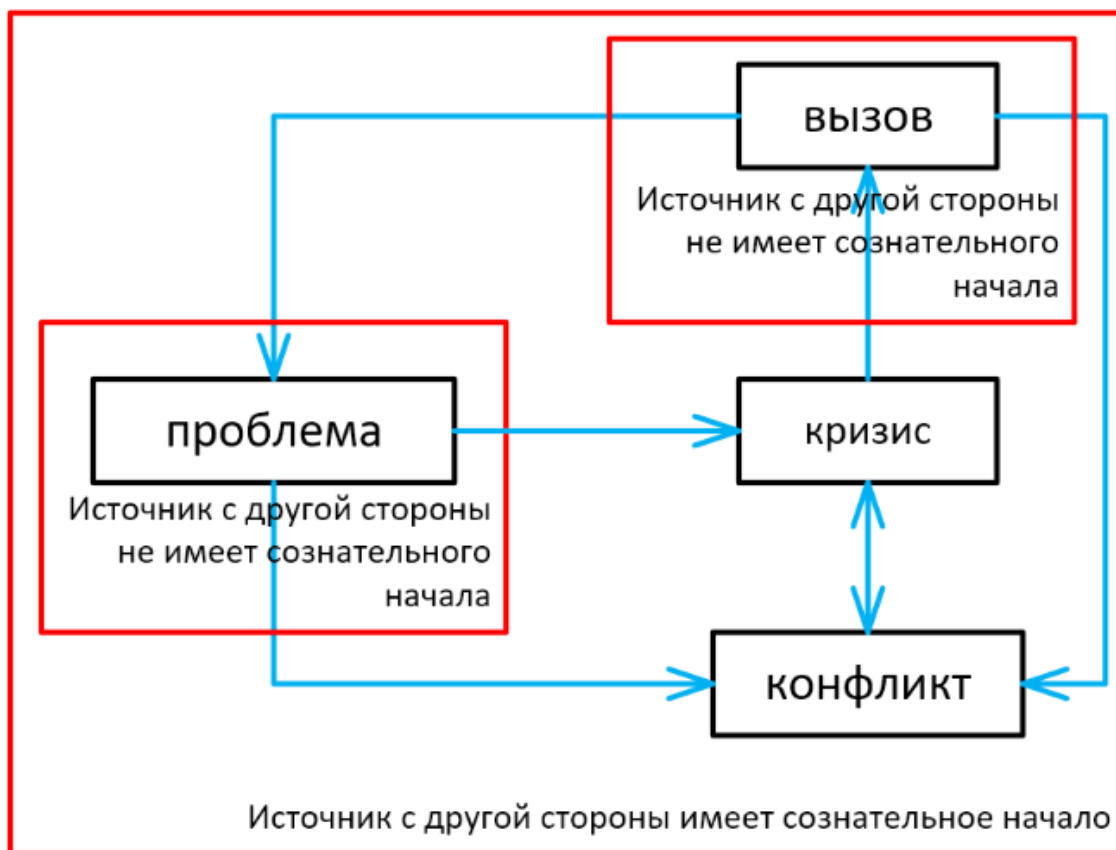 вызов
Источник с другой стороны
не имеет сознательного
начала
проблема
Источник с другой стороны
не имеет сознательного
начала
кризис
конфликт
Источник с другой стороны имеет сознательное начало